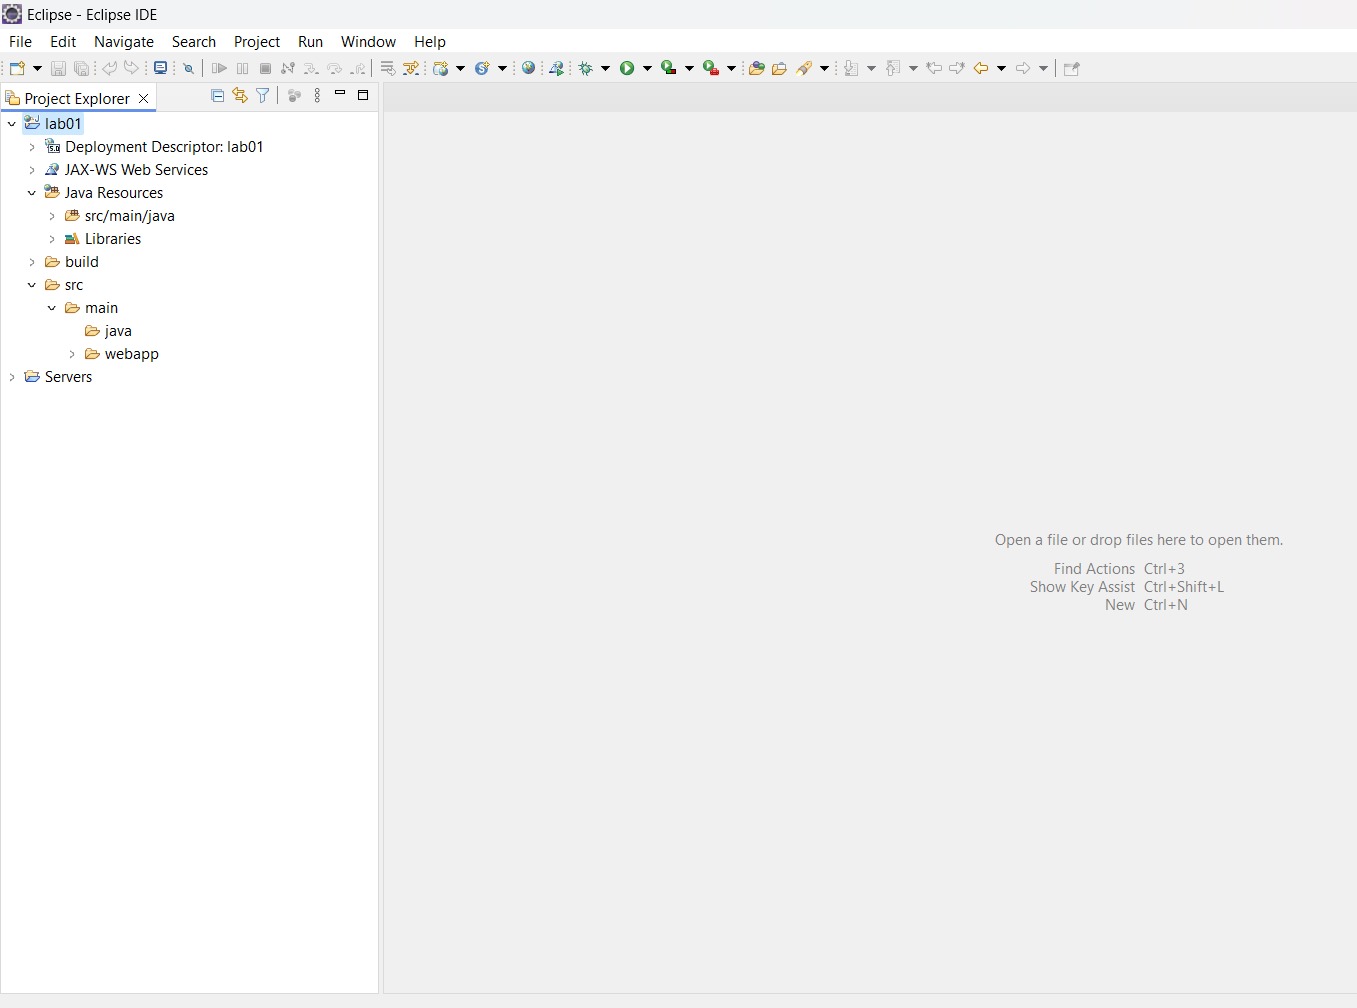 Eclipse - Eclipse IDE
File Edit Navigate Search Project Run Window Help
Project Explorer
lab01
5.0 Deployment Descriptor: lab01
JAX-WS Web Services
Java Resources
src/main/java
Libraries
build
src
main
java
webapp
Servers
Open a file or drop files here to open them.
Find Actions Ctrl+3
Show Key Assist Ctrl+Shift+L
New Ctrl+N